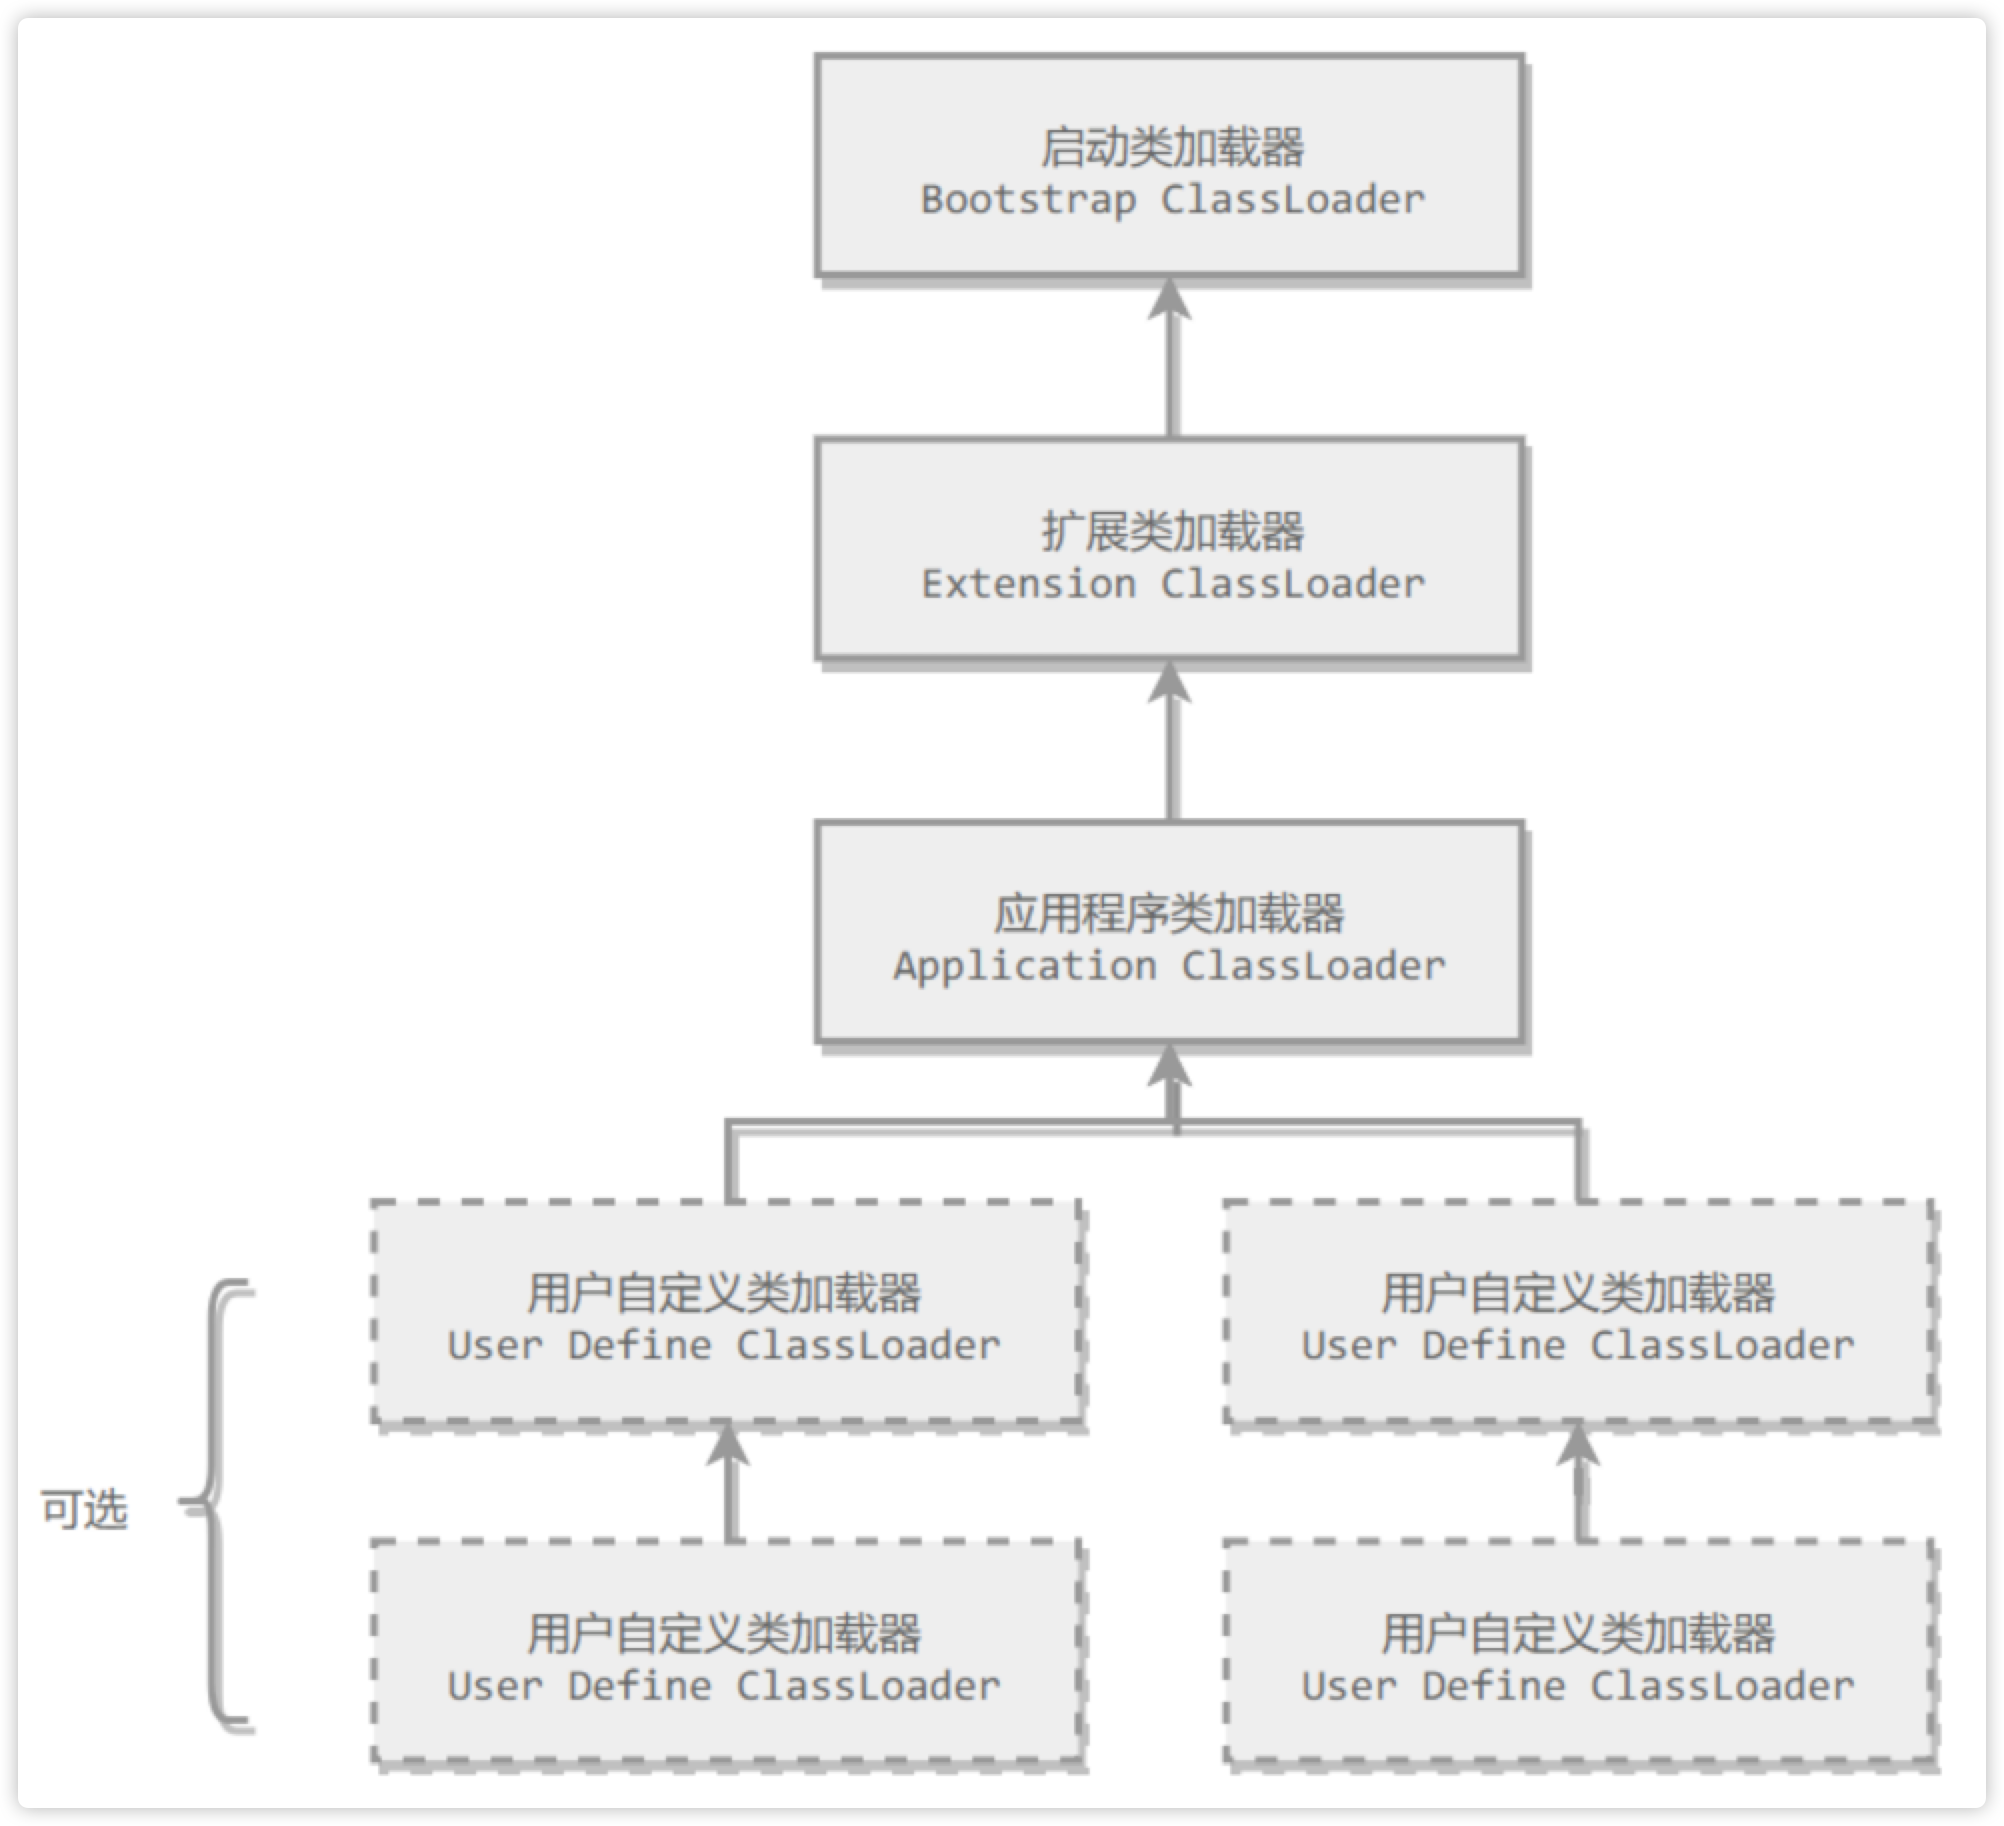 启动类加载器
Bootstrap ClassLoader
扩展类加载器
Extension ClassLoader
应用程序类加载器
Application ClassLoader
用户自定义类加载器
User Define ClassLoader
用户自定义类加载器
User Define ClassLoader
可选
用户自定义类加载器
User Define ClassLoader
用户自定义类加载器
User Define ClassLoader